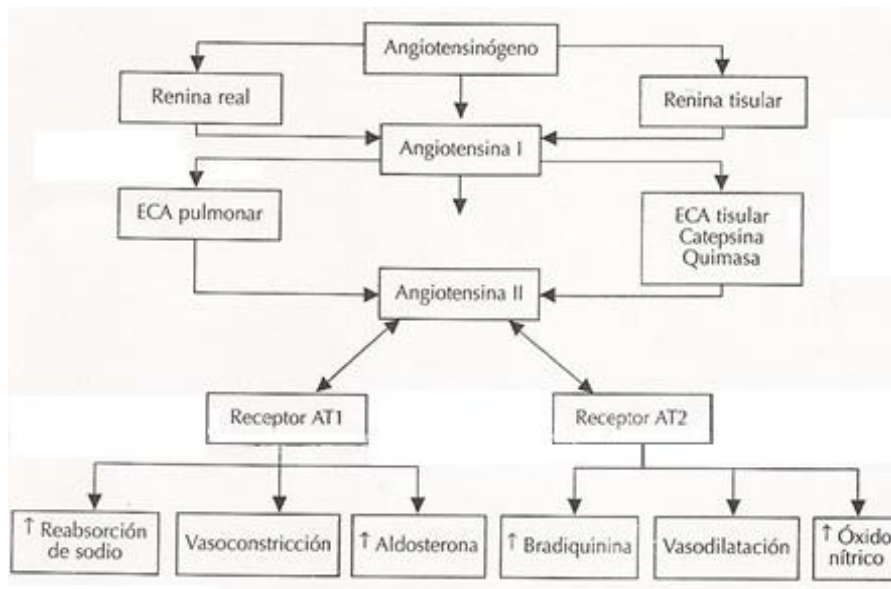 Angiotensinógeno
Renina real
Renina tisular
Angiotensina I
ECA pulmonar
ECA tisular
Catepsina
Quimasa
Angiotensina II
Receptor AT1
Receptor AT2
↑ Reabsorción
de sodio
Vasoconstricción
↑ Aldosterona
↑ Bradiquinina
Vasodilatación
↑ Óxido
nítrico